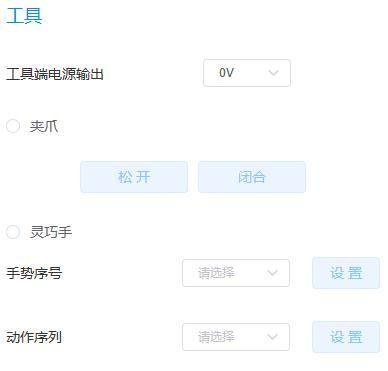 工具
工具端电源输出 0V
夹爪
松 开 闭合
灵巧手
手势序号 请选择 设 置
动作序列 请选择 设 置